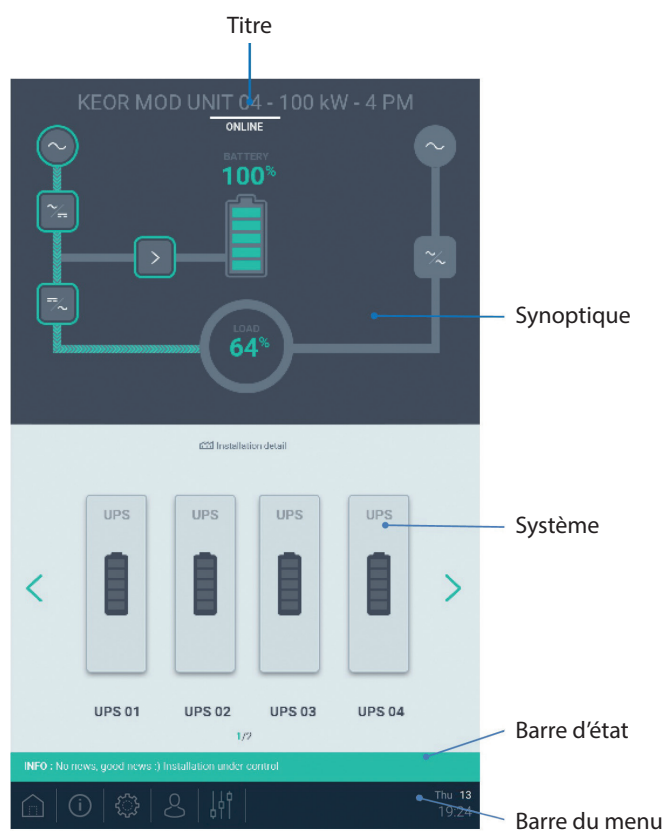 Titre
KEOR MOD UNIT 04 - 100 kW - 4 PM
ONLINE
BATTERY
100%
LOAD
64%
Synoptique
Installation detail
UPS UPS UPS UPS
Système
UPS 01 UPS 02 UPS 03 UPS 04
1/2
Barre d'état
INFO : No news, good news :) Installation under control
Thu 13
19:24
Barre du menu